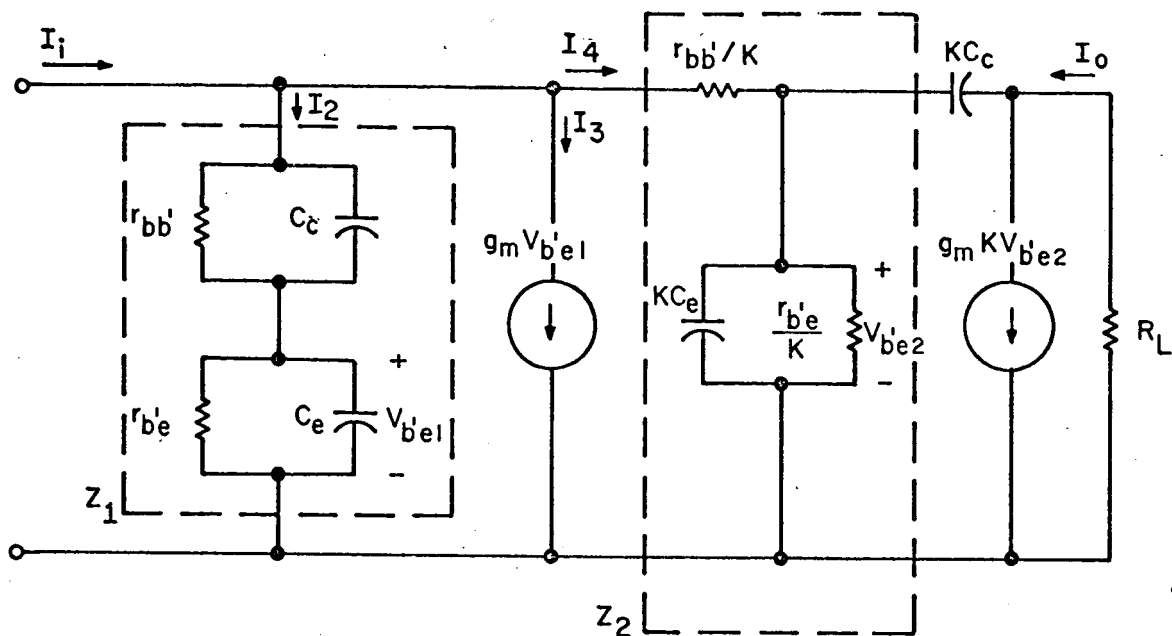 I_i
I_4
r_bb'/K
KC_c
I_o
I_2
I_3
r_bb'
C_c
g_m V_b'e1
KC_e
+
r_b'e
K
V_b'e2
-
g_m KV_b'e2
R_L
r_b'e
C_e
+
V_b'e1
-
Z_1
Z_2